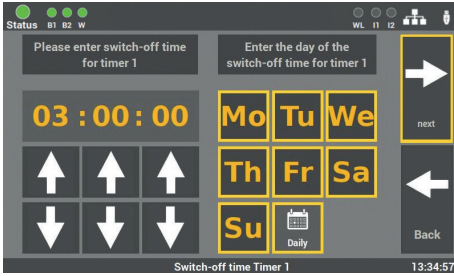 Status B1 B2 W
WL I1 I2
Please enter switch-off time
for timer 1
Enter the day of the
switch-off time for timer 1
next
03 : 00 : 00
Mo Tu We
Th Fr Sa
Su Daily
Back
Switch-off time Timer 1
13:34:57